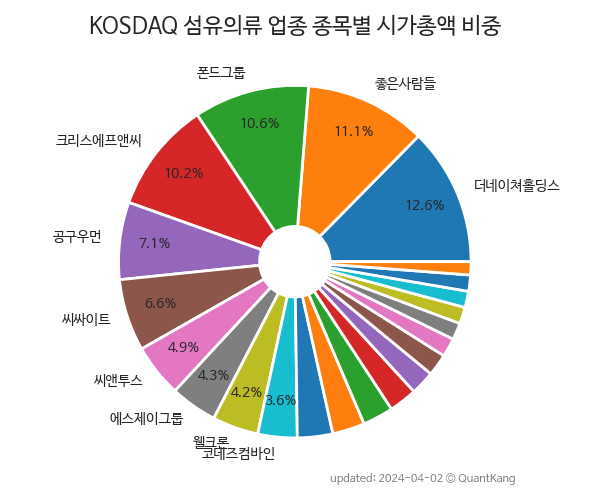 KOSDAQ 섬유의류 업종 종목별 시가총액 비중
더네이쳐홀딩스
12.6%
좋은사람들
11.1%
폰드그룹
10.6%
크리스에프앤씨
10.2%
공구우먼
7.1%
씨싸이트
6.6%
씨앤투스
4.9%
에스제이그룹
4.3%
웰크론
4.2%
코데즈컴바인
3.6%
updated: 2024-04-02 © QuantKang